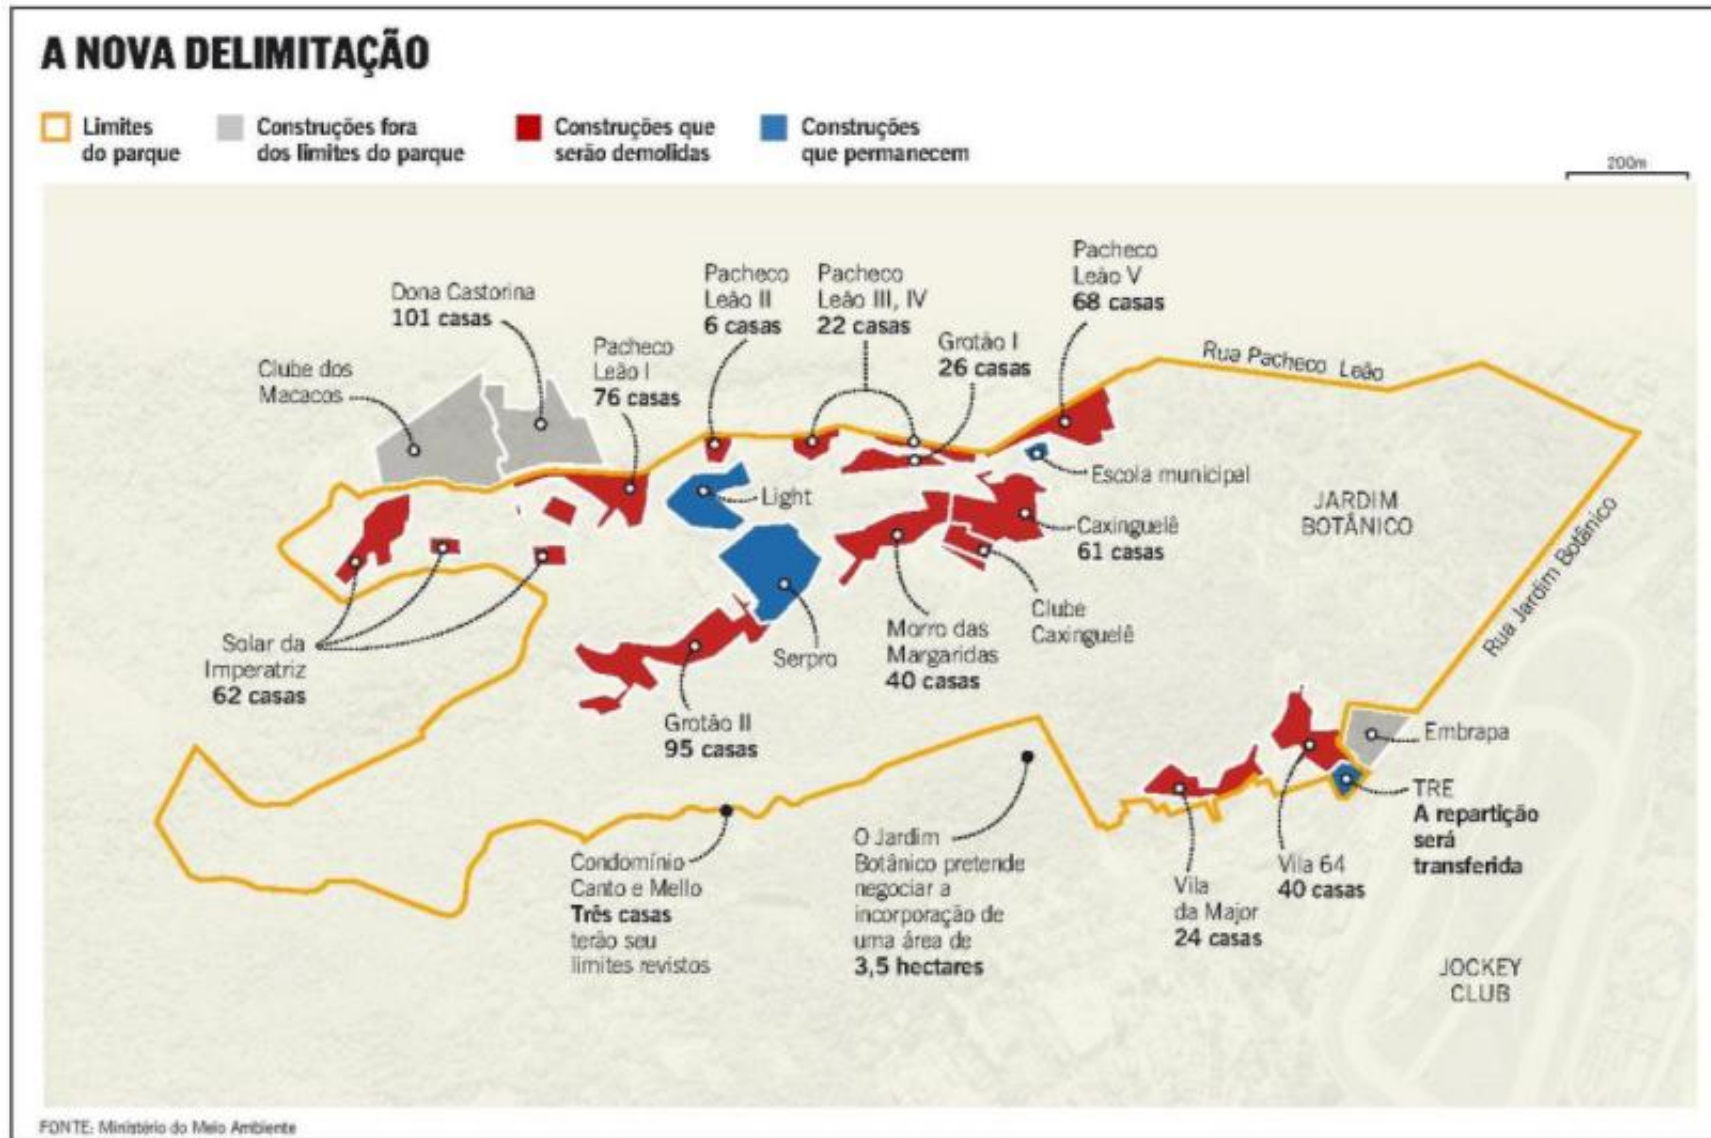 A NOVA DELIMITAÇÃO
Limites
do parque
Construções fora
dos limites do parque
Construções que
serão demolidas
Construções
que permanecem
200m
Dona Castorina
101 casas
Clube dos
Macacos
Pacheco
Leão I
76 casas
Pacheco
Leão II
6 casas
Pacheco
Leão III, IV
22 casas
Grotão I
26 casas
Pacheco
Leão V
68 casas
Rua Pacheco Leão
Light
Escola municipal
JARDIM
BOTÂNICO
Caxinguelê
61 casas
Rua Jardim Botânico
Solar da
Imperatriz
62 casas
Serpro
Morro das
Margaridas
40 casas
Clube
Caxinguelê
Grotão II
95 casas
Embrapa
TRE
A repartição
será
transferida
Condomínio
Canto e Mello
Três casas
terão seu
limites revistos
O Jardim
Botânico pretende
negociar a
incorporação de
uma área de
3,5 hectares
Vila
da Major
24 casas
Vila 64
40 casas
JOCKEY
CLUB
FONTE: Ministério do Meio Ambiente